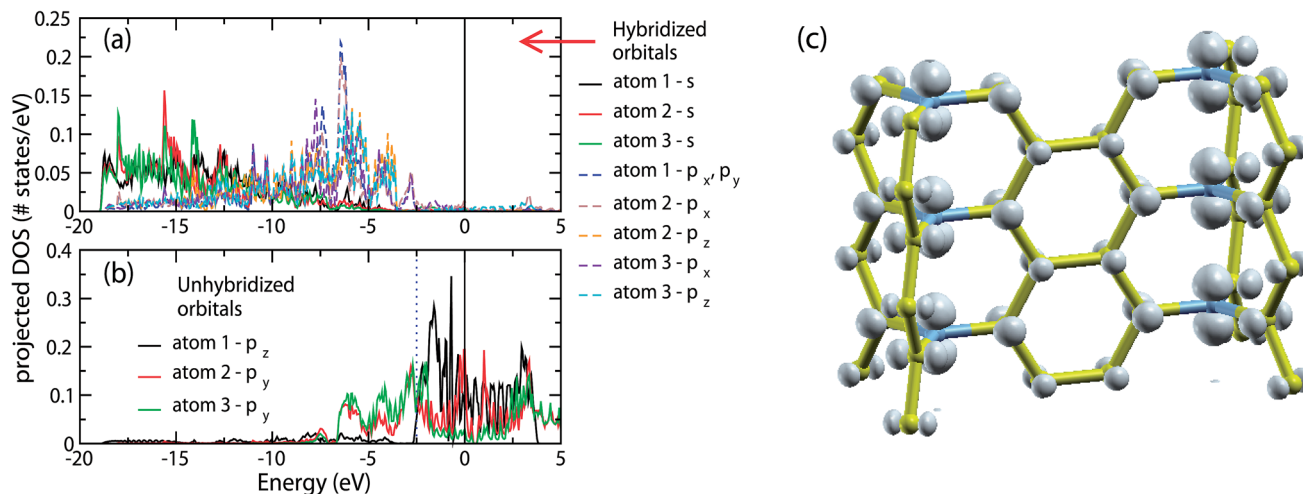 (a)
projected DOS (# states/eV)
0.25
0.2
0.15
0.1
0.05
0
-20
-15
-10
-5
0
5
Hybridized
orbitals
atom 1 - s
atom 2 - s
atom 3 - s
atom 1 - p x, p y
atom 2 - p x
atom 2 - p z
atom 3 - p x
atom 3 - p z
(b)
0.4
0.3
0.2
0.1
0
Unhybridized
orbitals
atom 1 - p z
atom 2 - p y
atom 3 - p y
-20
-15
-10
-5
0
5
Energy (eV)
(c)